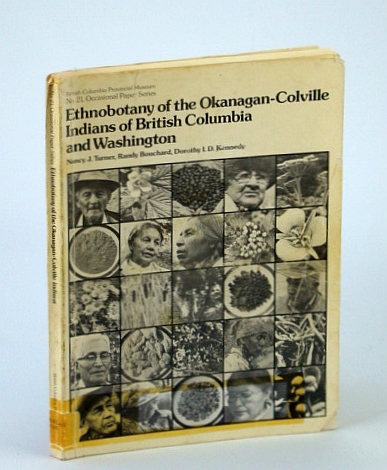 British Columbia Provincial Museum
No. 21, Occasional Paper Series
Ethnobotany of the Okanagan-Colville
Indians of British Columbia
and Washington
Nancy J. Turner, Randy Bouchard, Dorothy I.D. Kennedy
Ethnobotany of the Okanagan-Colville Indians